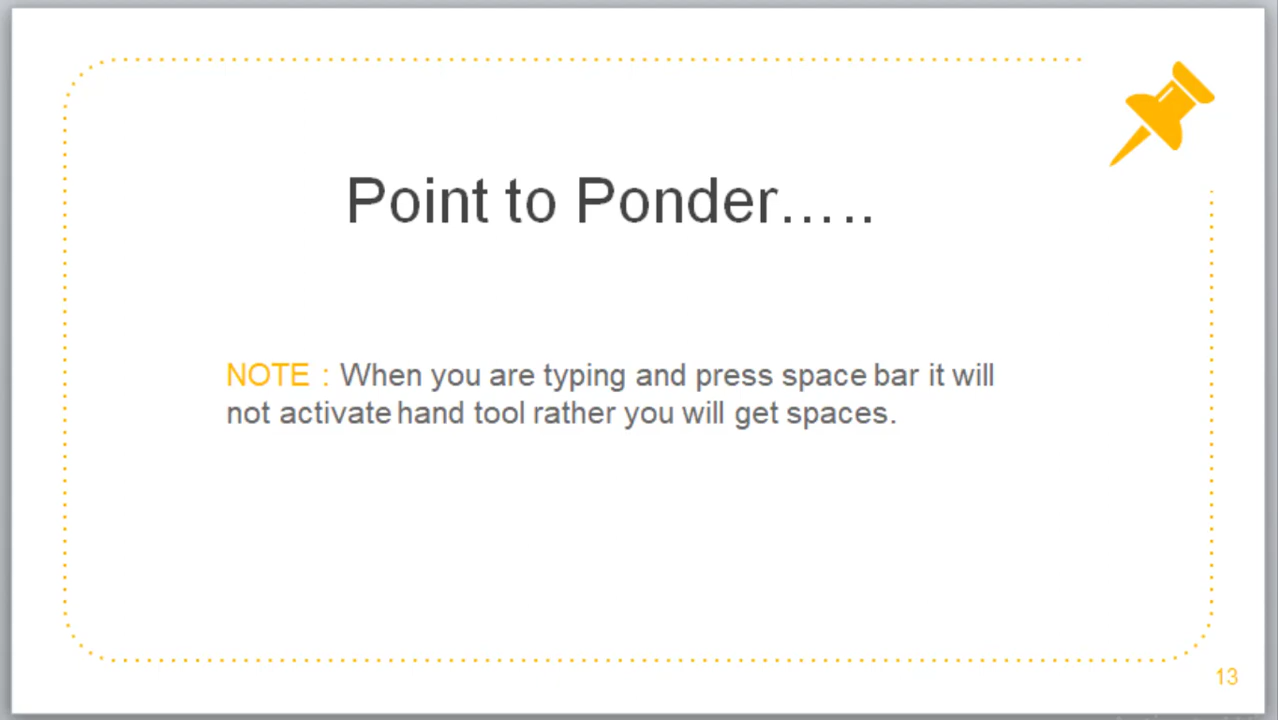 Point to Ponder.....
NOTE : When you are typing and press space bar it will
not activate hand tool rather you will get spaces.
13